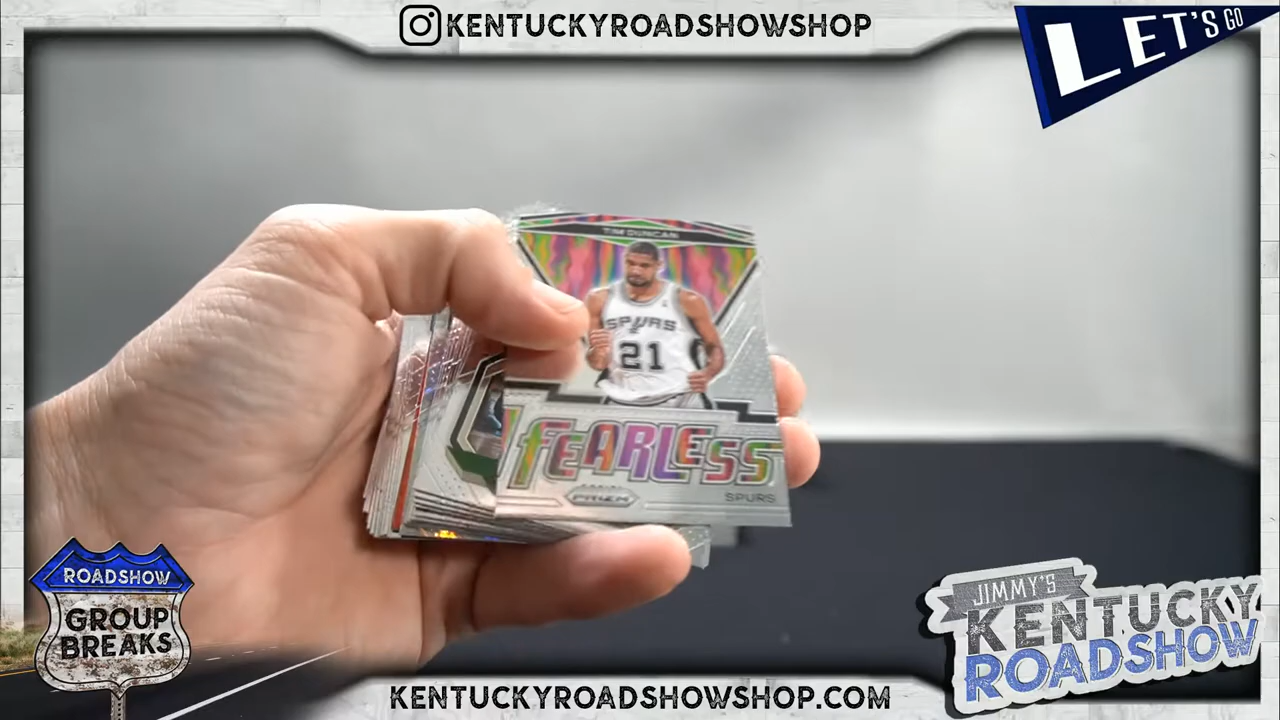 KENTUCKYROADSHOWSHOP
LET'S GO
TIM DUNCAN
SPURS
21
FEARLESS
PRIZM
SPURS
ROADSHOW
GROUP
BREAKS
JIMMY'S
KENTUCKY
ROADSHOW
KENTUCKYROADSHOWSHOP.COM